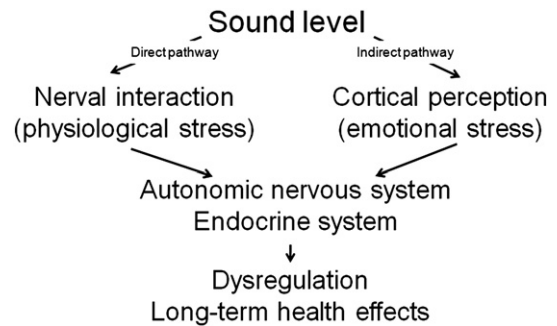 Sound level
Direct pathway
Indirect pathway
Nerval interaction
(physiological stress)
Cortical perception
(emotional stress)
Autonomic nervous system
Endocrine system
Dysregulation
Long-term health effects